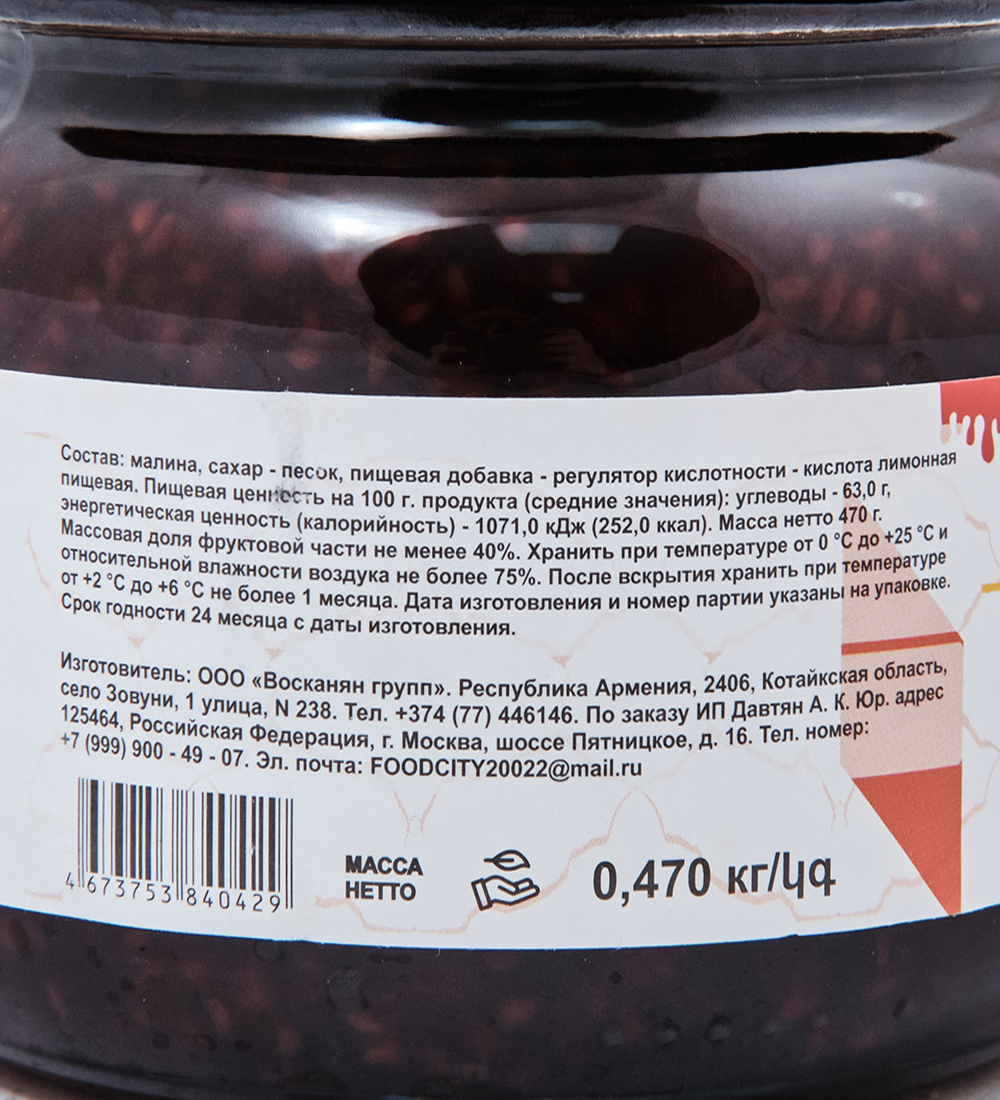 Состав: малина, сахар - песок, пищевая добавка - регулятор кислотности - кислота лимонная
пищевая. Пищевая ценность на 100 г. продукта (средние значения): углеводы - 63,0 г,
энергетическая ценность (калорийность) - 1071,0 кДж (252,0 ккал). Масса нетто 470 г.
Массовая доля фруктовой части не менее 40%. Хранить при температуре от 0 °С до +25 °С и
относительной влажности воздуха не более 75%. После вскрытия хранить при температуре
от +2 °С до +6 °С не более 1 месяца. Дата изготовления и номер партии указаны на упаковке.
Срок годности 24 месяца с даты изготовления.
Изготовитель: ООО «Восканян групп». Республика Армения, 2406, Котайкская область,
село Зовуни, 1 улица, N 238. Тел. +374 (77) 446146. По заказу ИП Давтян А. К. Юр. адрес
125464, Российская Федерация, г. Москва, шоссе Пятницкое, д. 16. Тел. номер:
+7 (999) 900 - 49 - 07. Эл. почта: FOODCITY20022@mail.ru
4 673753 840429
МАССА
НЕТТО
0,470 кг/կգ